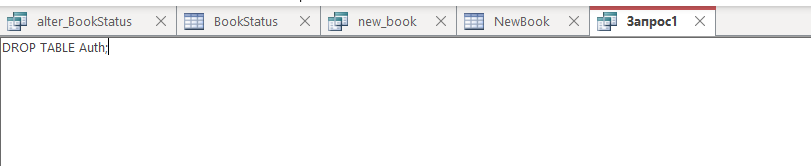 alter_BookStatus
BookStatus
new_book
NewBook
Запрос1
DROP TABLE Auth;